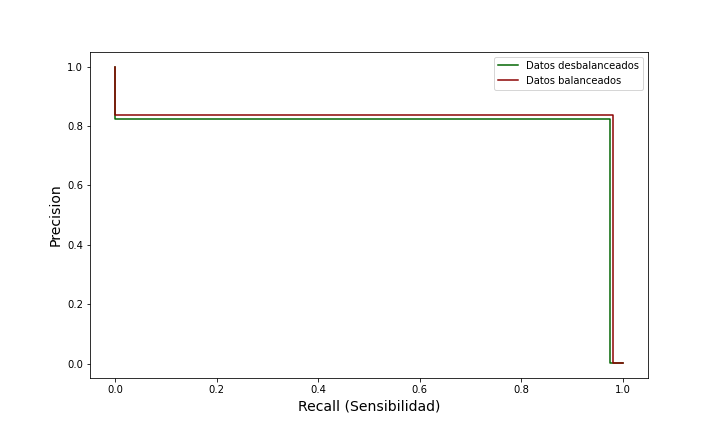 Datos desbalanceados
Datos balanceados
1.0
0.8
0.6
0.4
0.2
0.0
Precision
0.0 0.2 0.4 0.6 0.8 1.0
Recall (Sensibilidad)